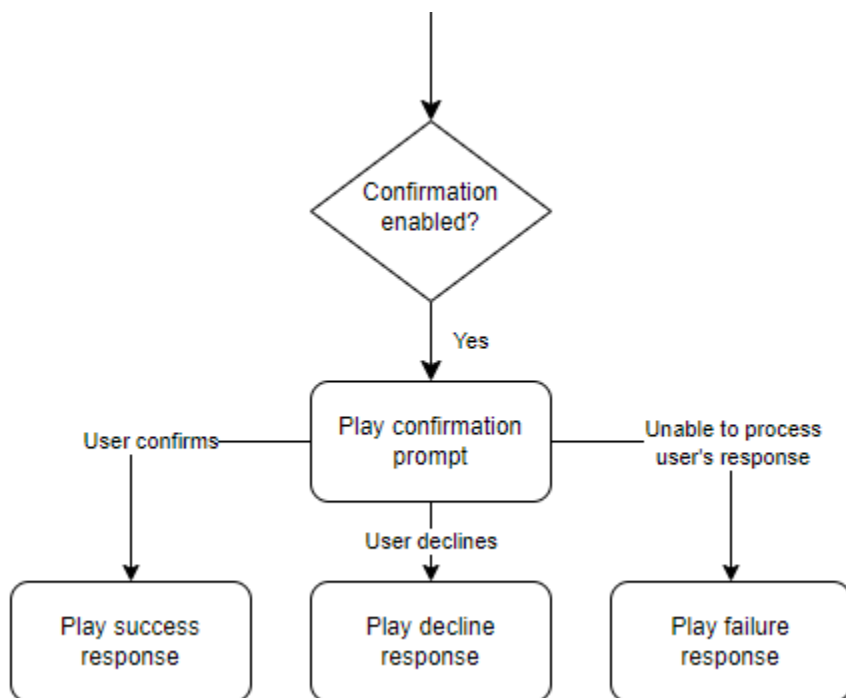 Confirmation
enabled?
Yes
Play confirmation
prompt
User confirms
Unable to process
user's response
User declines
Play success
response
Play decline
response
Play failure
response